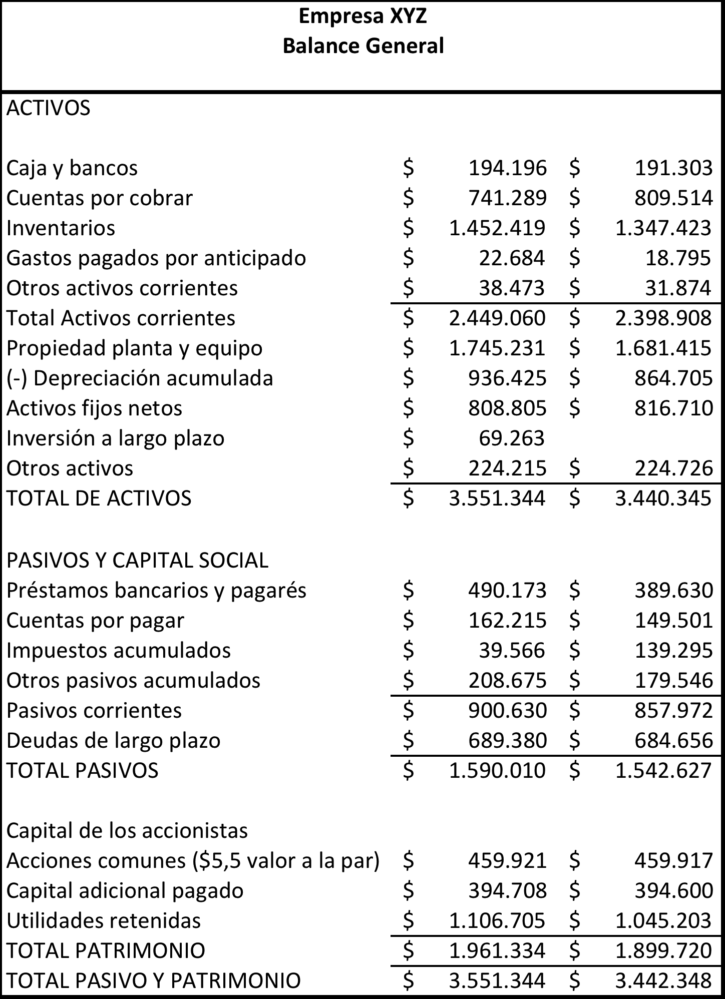 Empresa XYZ
Balance General
ACTIVOS
Caja y bancos $ 194.196 $ 191.303
Cuentas por cobrar $ 741.289 $ 809.514
Inventarios $ 1.452.419 $ 1.347.423
Gastos pagados por anticipado $ 22.684 $ 18.795
Otros activos corrientes $ 38.473 $ 31.874
Total Activos corrientes $ 2.449.060 $ 2.398.908
Propiedad planta y equipo $ 1.745.231 $ 1.681.415
(-) Depreciación acumulada $ 936.425 $ 864.705
Activos fijos netos $ 808.805 $ 816.710
Inversión a largo plazo $ 69.263
Otros activos $ 224.215 $ 224.726
TOTAL DE ACTIVOS $ 3.551.344 $ 3.440.345
PASIVOS Y CAPITAL SOCIAL
Préstamos bancarios y pagarés $ 490.173 $ 389.630
Cuentas por pagar $ 162.215 $ 149.501
Impuestos acumulados $ 39.566 $ 139.295
Otros pasivos acumulados $ 208.675 $ 179.546
Pasivos corrientes $ 900.630 $ 857.972
Deudas de largo plazo $ 689.380 $ 684.656
TOTAL PASIVOS $ 1.590.010 $ 1.542.627
Capital de los accionistas
Acciones comunes ($5,5 valor a la par) $ 459.921 $ 459.917
Capital adicional pagado $ 394.708 $ 394.600
Utilidades retenidas $ 1.106.705 $ 1.045.203
TOTAL PATRIMONIO $ 1.961.334 $ 1.899.720
TOTAL PASIVO Y PATRIMONIO $ 3.551.344 $ 3.442.348